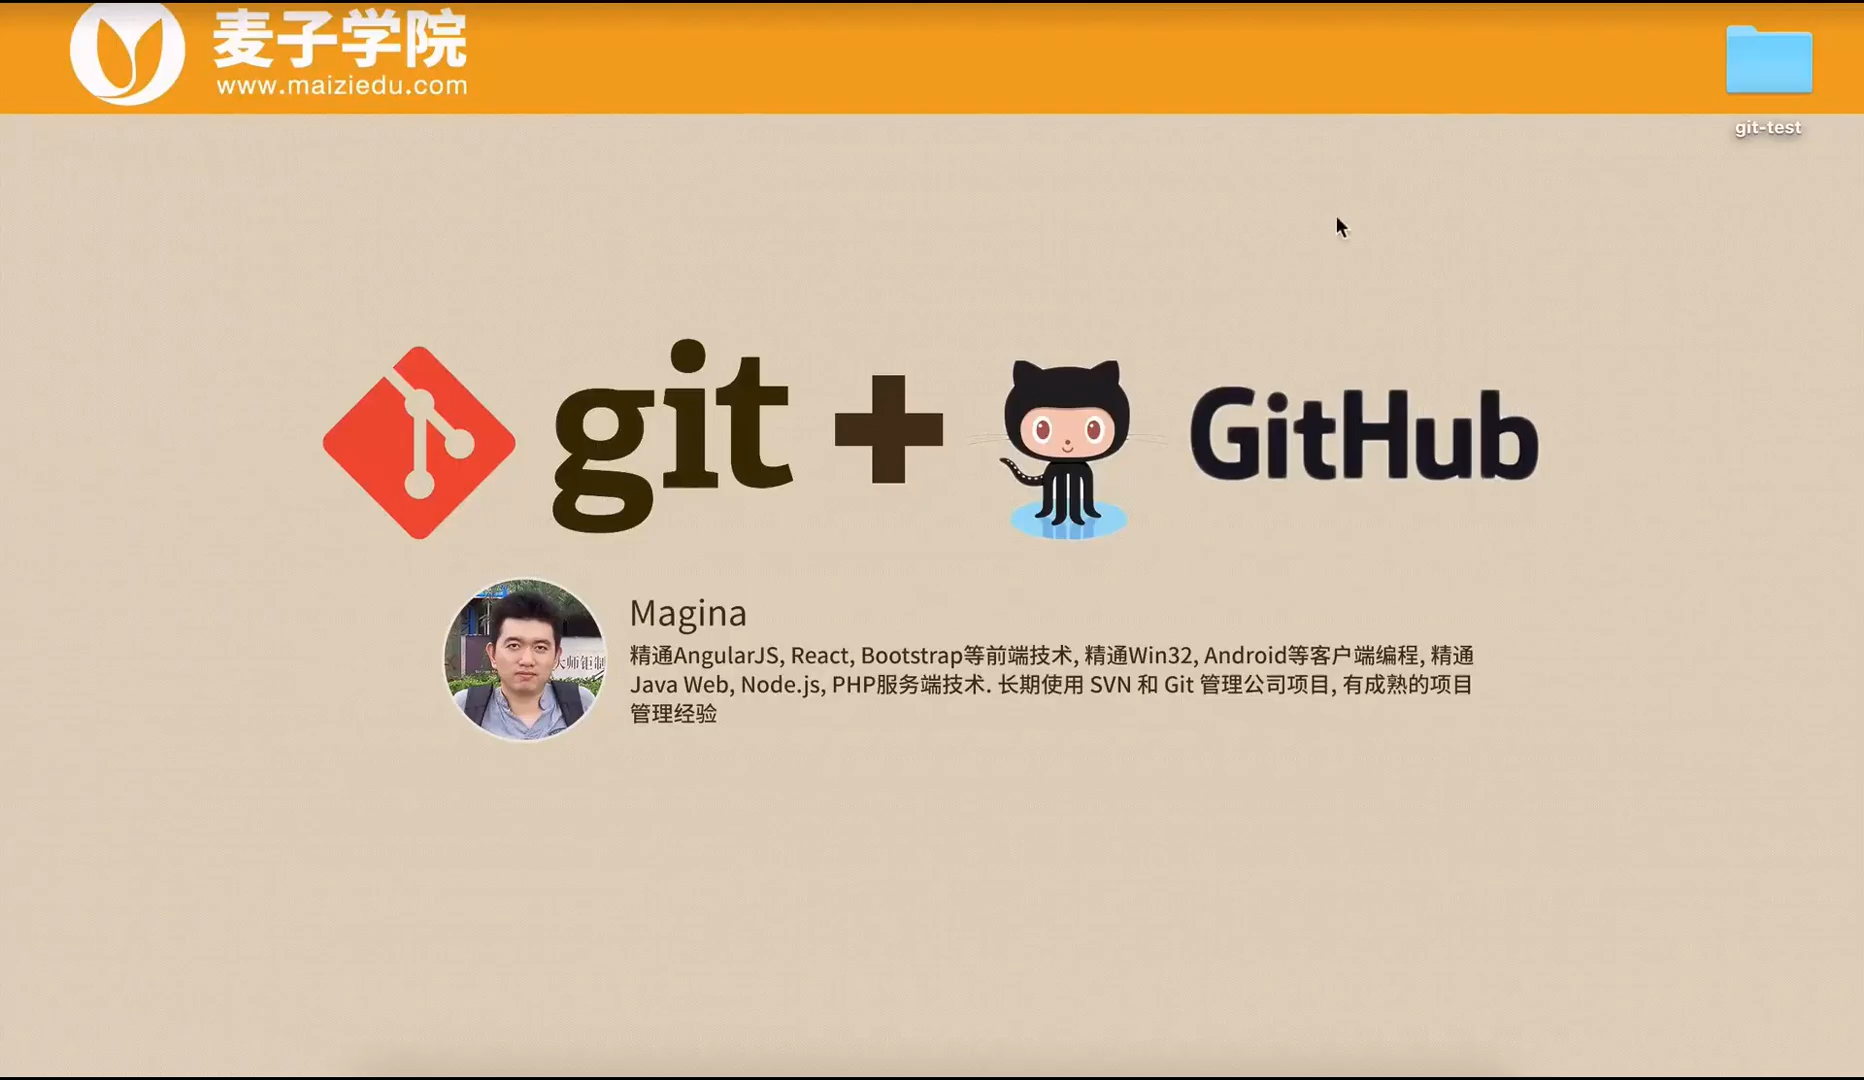 麦子学院
www.maiziedu.com
git-test
git + GitHub
大师钜制
Magina
精通AngularJS, React, Bootstrap等前端技术, 精通Win32, Android等客户端编程, 精通
Java Web, Node.js, PHP服务端技术. 长期使用 SVN 和 Git 管理公司项目, 有成熟的项目
管理经验